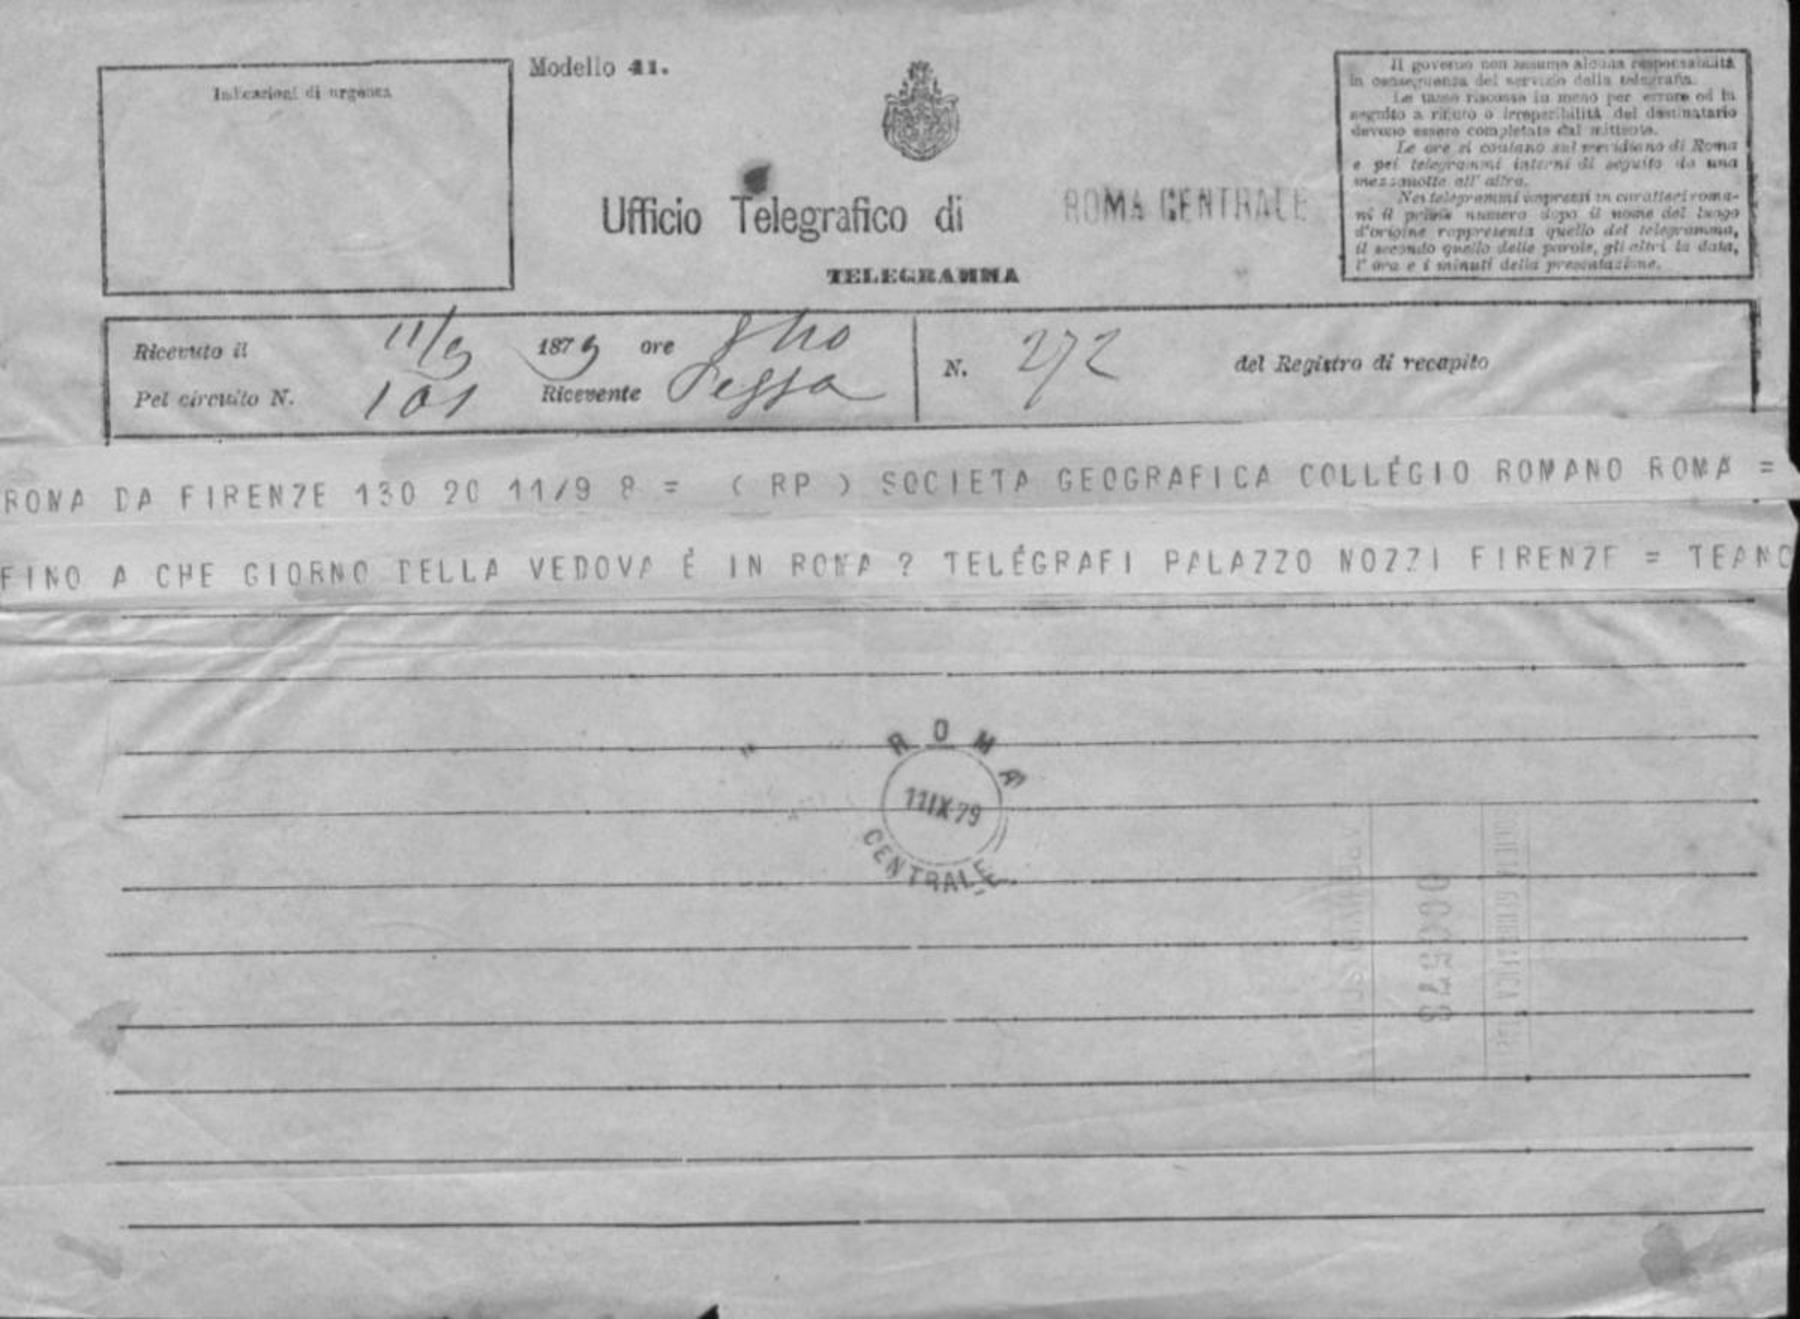 Indicazioni di urgenza
Modello 41.
Ufficio Telegrafico di ROMA CENTRALE
TELEGRAMMA
Il governo non assume alcuna responsabilità
in conseguenza del servizio della telegrafia.
Le tasse riscosse in meno per errore od in
seguito a rifiuto o irreperibilità del destinatario
devono essere completate dal mittente.
Le ore si contano sul meridiano di Roma
e pei telegrammi interni di seguito da una
mezzanotte all' altra.
Nei telegrammi impressi in caratteri roma-
ni il primo numero dopo il nome del luogo
d'origine rappresenta quello del telegramma,
il secondo quello delle parole, gli altri la data,
l' ora e i minuti della presentazione.
Ricevuto il 11/9 1879 ore
Pel circuito N. 101 Ricevente
N. 272 del Registro di recapito
ROMA DA FIRENZE 130 20 11/9 8 = ( RP ) SOCIETA GEOGRAFICA COLLÉGIO ROMANO ROMA =
FINO A CHE GIORNO DELLA VEDOVA É IN ROMA ? TELÉGRAFI PALAZZO NOZZI FIRENZE = TEANO
ROMA
11 IX 79
CENTRALE